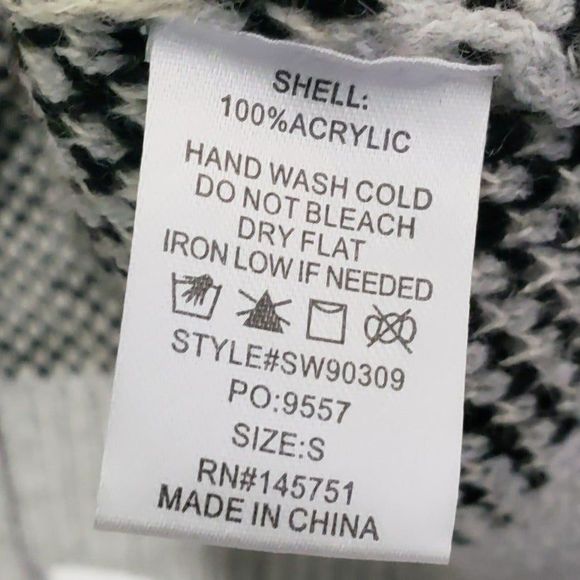 SHELL:
100%ACRYLIC
HAND WASH COLD
DO NOT BLEACH
DRY FLAT
IRON LOW IF NEEDED
STYLE#SW90309
PO:9557
SIZE:S
RN#145751
MADE IN CHINA